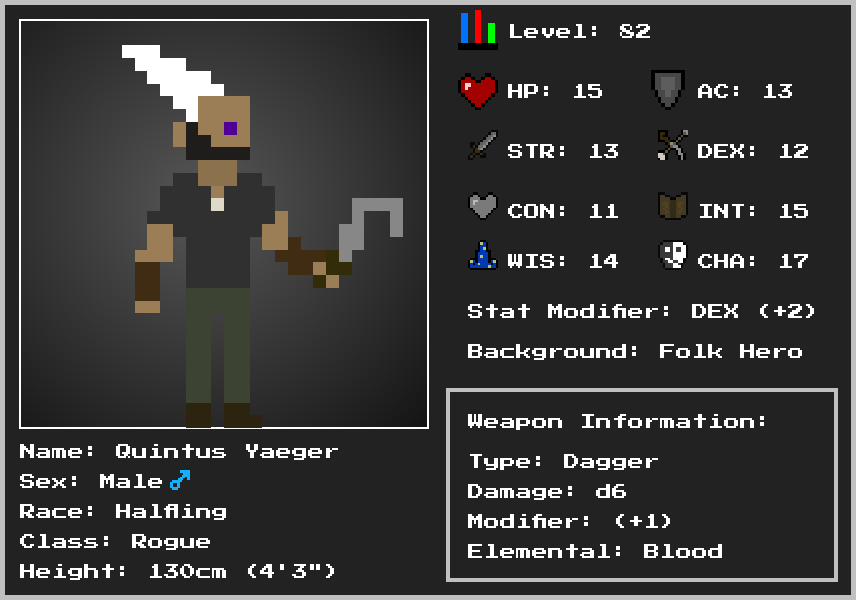 Level: 82
HP: 15 AC: 13
STR: 13 DEX: 12
CON: 11 INT: 15
WIS: 14 CHA: 17
Stat Modifier: DEX (+2)
Background: Folk Hero
Weapon Information:
Type: Dagger
Damage: d6
Modifier: (+1)
Elemental: Blood
Name: Quintus Yaeger
Sex: Male♂
Race: Halfling
Class: Rogue
Height: 130cm (4'3")